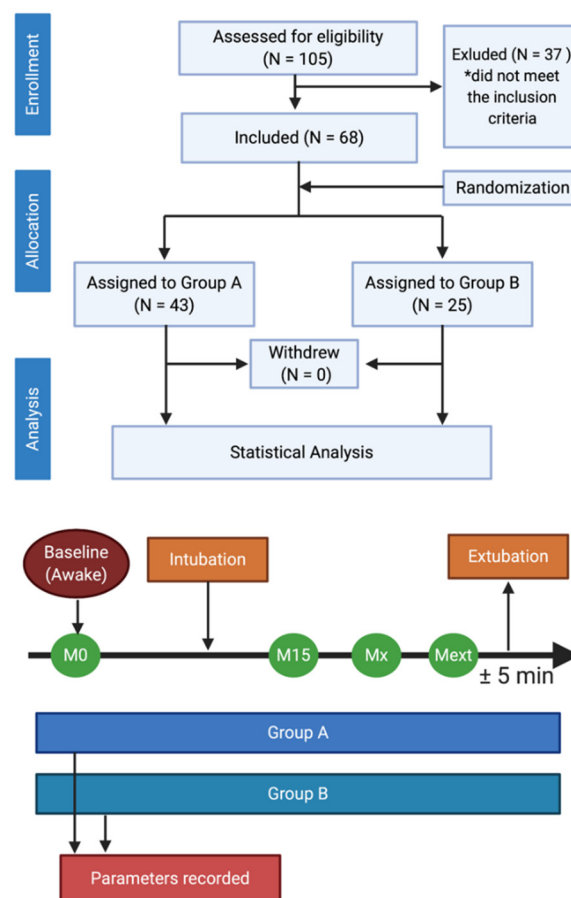 Enrollment
Assessed for eligibility
(N = 105)
Exluded (N = 37 )
*did not meet
the inclusion
criteria
Included (N = 68)
Allocation
Randomization
Assigned to Group A
(N = 43)
Assigned to Group B
(N = 25)
Withdrew
(N = 0)
Analysis
Statistical Analysis
Baseline
(Awake)
Intubation
Extubation
M0
M15
Mx
Mext
± 5 min
Group A
Group B
Parameters recorded